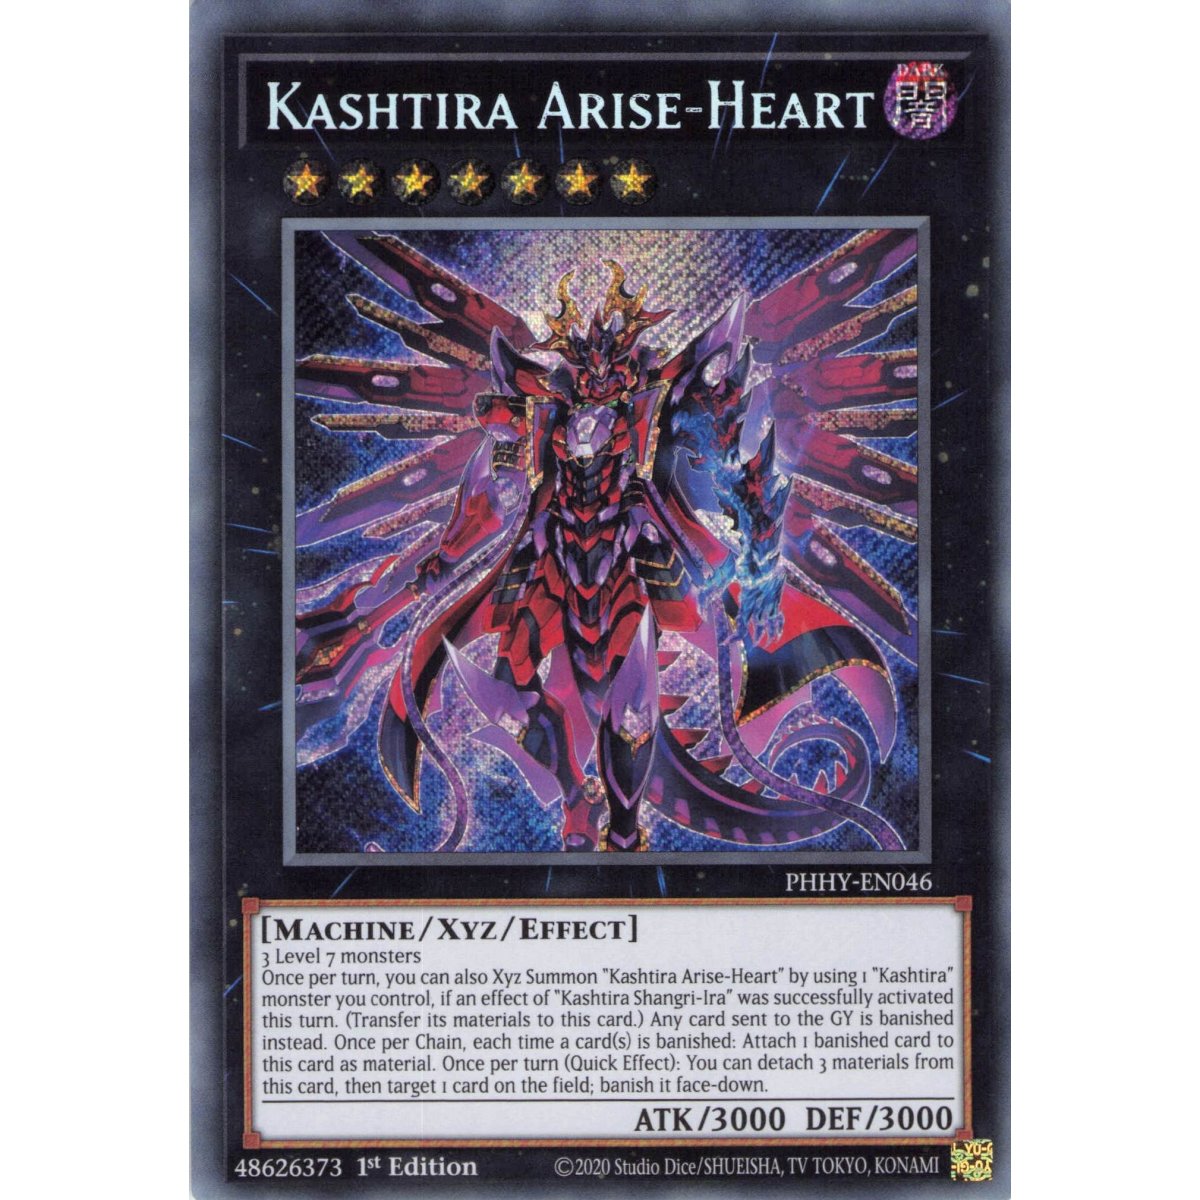 KASHTIRA ARISE-HEART
DARK
闇
PHHY-EN046
[MACHINE/XYZ/EFFECT]
3 Level 7 monsters
Once per turn, you can also Xyz Summon "Kashtira Arise-Heart" by using 1 "Kashtira"
monster you control, if an effect of "Kashtira Shangri-Ira" was successfully activated
this turn. (Transfer its materials to this card.) Any card sent to the GY is banished
instead. Once per Chain, each time a card(s) is banished: Attach 1 banished card to
this card as material. Once per turn (Quick Effect): You can detach 3 materials from
this card, then target 1 card on the field; banish it face-down.
ATK/3000 DEF/3000
48626373 1st Edition
©2020 Studio Dice/SHUEISHA, TV TOKYO, KONAMI